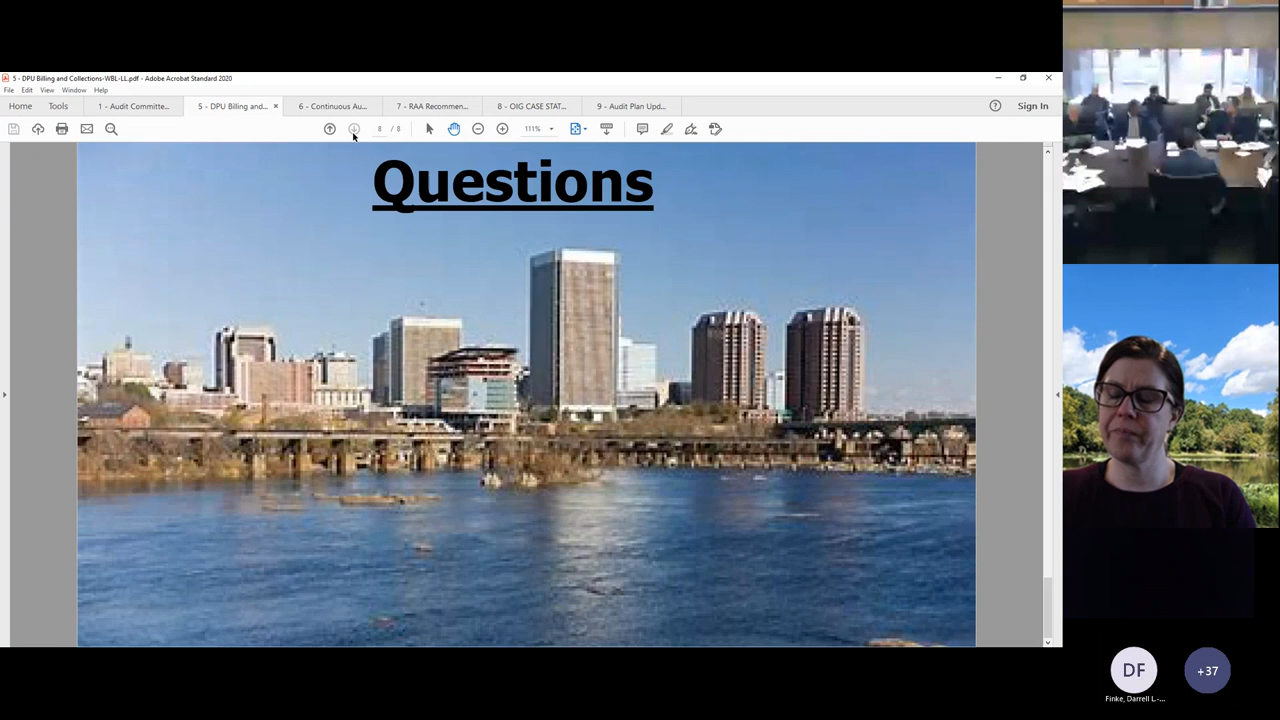 5 - DPU Billing and Collections-WBL-LL.pdf - Adobe Acrobat Standard 2020
File Edit View Window Help
Home Tools 1 - Audit Committe... 5 - DPU Billing and... × 6 - Continuous Au... 7 - RAA Recommen... 8 - OIG CASE STAT... 9 - Audit Plan Upd... Sign In
8 / 8 111%
Questions
DF +37
Finke, Darrell L.-...